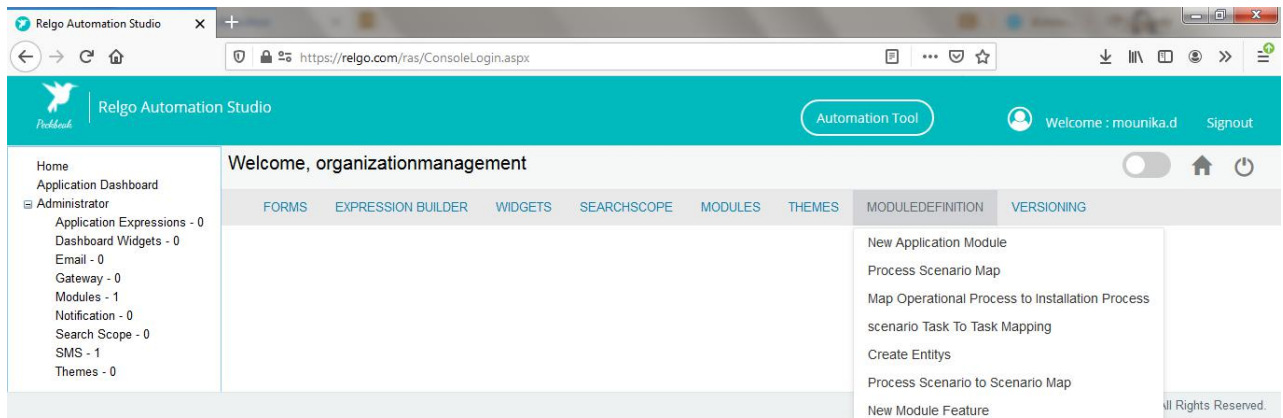 Relgo Automation Studio
https://relgo.com/ras/ConsoleLogin.aspx
Peckbeak
Relgo Automation Studio
Automation Tool
Welcome : mounika.d
Signout
Home
Application Dashboard
Administrator
Application Expressions - 0
Dashboard Widgets - 0
Email - 0
Gateway - 0
Modules - 1
Notification - 0
Search Scope - 0
SMS - 1
Themes - 0
Welcome, organizationmanagement
FORMS EXPRESSION BUILDER WIDGETS SEARCHSCOPE MODULES THEMES MODULEDEFINITION VERSIONING
New Application Module
Process Scenario Map
Map Operational Process to Installation Process
scenario Task To Task Mapping
Create Entitys
Process Scenario to Scenario Map
New Module Feature
All Rights Reserved.